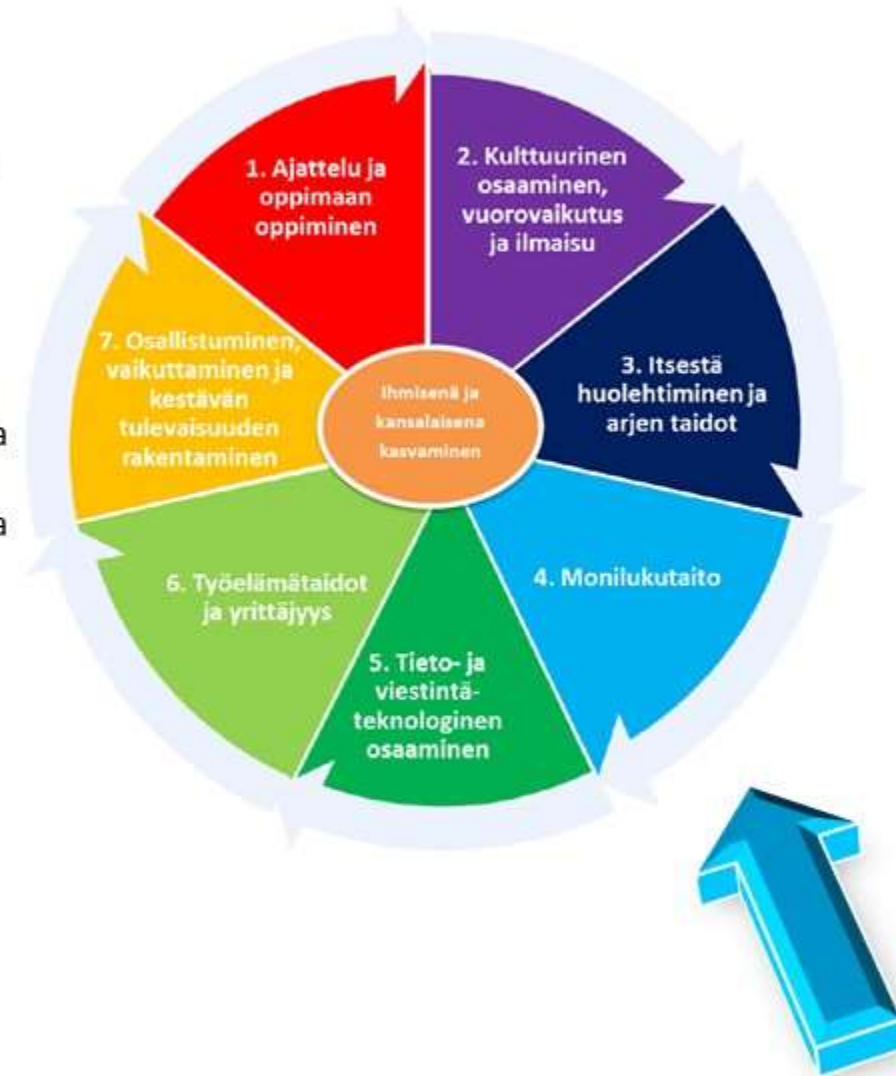 1. Ajattelu ja
oppimaan
oppiminen
2. Kulttuurinen
osaaminen,
vuorovaikutus
ja ilmaisu
3. Itsestä
huolehtiminen ja
arjen taidot
4. Monilukutaito
5. Tieto- ja
viestintä-
teknologinen
osaaminen
6. Työelämätaidot
ja yrittäjyys
7. Osallistuminen,
vaikuttaminen ja
kestävän
tulevaisuuden
rakentaminen
Ihmisenä ja
kansalaisena
kasvaminen